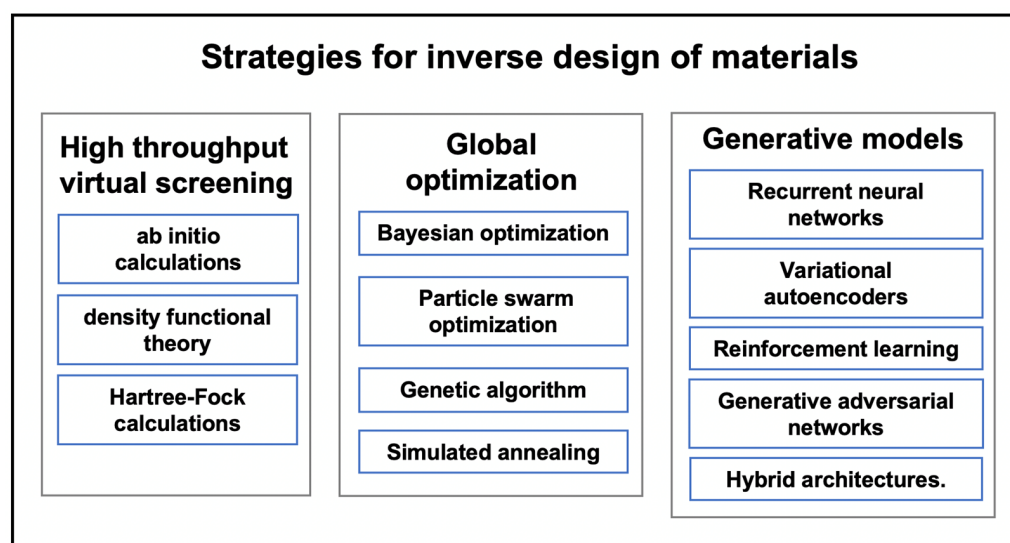 Strategies for inverse design of materials
High throughput
virtual screening
ab initio
calculations
density functional
theory
Hartree-Fock
calculations
Global
optimization
Bayesian optimization
Particle swarm
optimization
Genetic algorithm
Simulated annealing
Generative models
Recurrent neural
networks
Variational
autoencoders
Reinforcement learning
Generative adversarial
networks
Hybrid architectures.